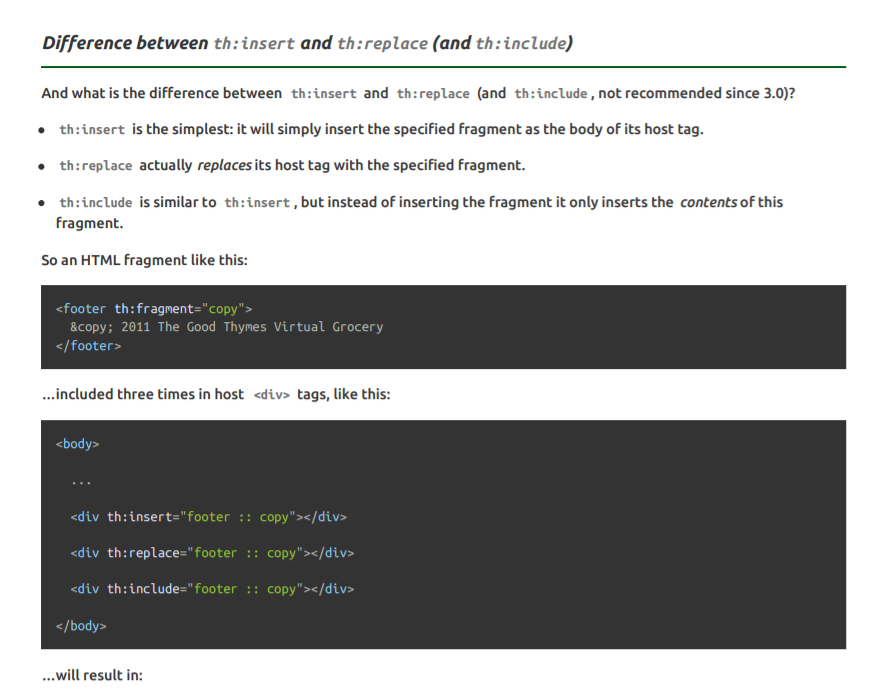 Difference between th:insert and th:replace (and th:include)
And what is the difference between th:insert and th:replace (and th:include, not recommended since 3.0)?
• th:insert is the simplest: it will simply insert the specified fragment as the body of its host tag.
• th:replace actually replaces its host tag with the specified fragment.
• th:include is similar to th:insert, but instead of inserting the fragment it only inserts the contents of this
fragment.
So an HTML fragment like this:
<footer th:fragment="copy">
  &copy; 2011 The Good Thymes Virtual Grocery
</footer>
...included three times in host <div> tags, like this:
<body>
  ...
  <div th:insert="footer :: copy"></div>
  <div th:replace="footer :: copy"></div>
  <div th:include="footer :: copy"></div>
</body>
...will result in: